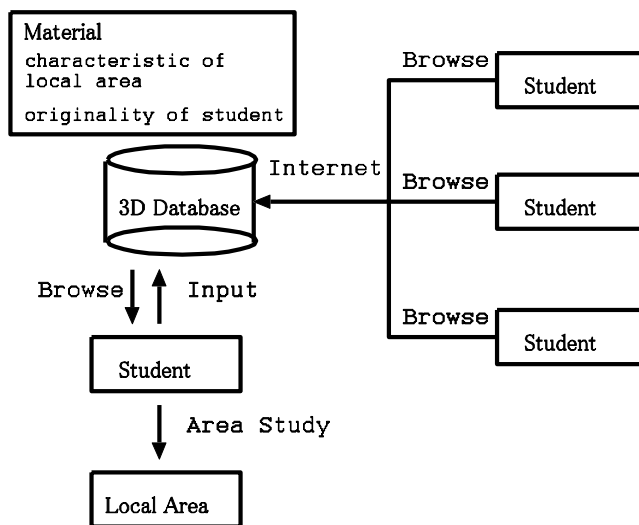 Material
characteristic of
local area
originality of student
Browse
Student
Internet
3D Database
Browse
Student
Browse
Input
Browse
Student
Student
Area Study
Local Area